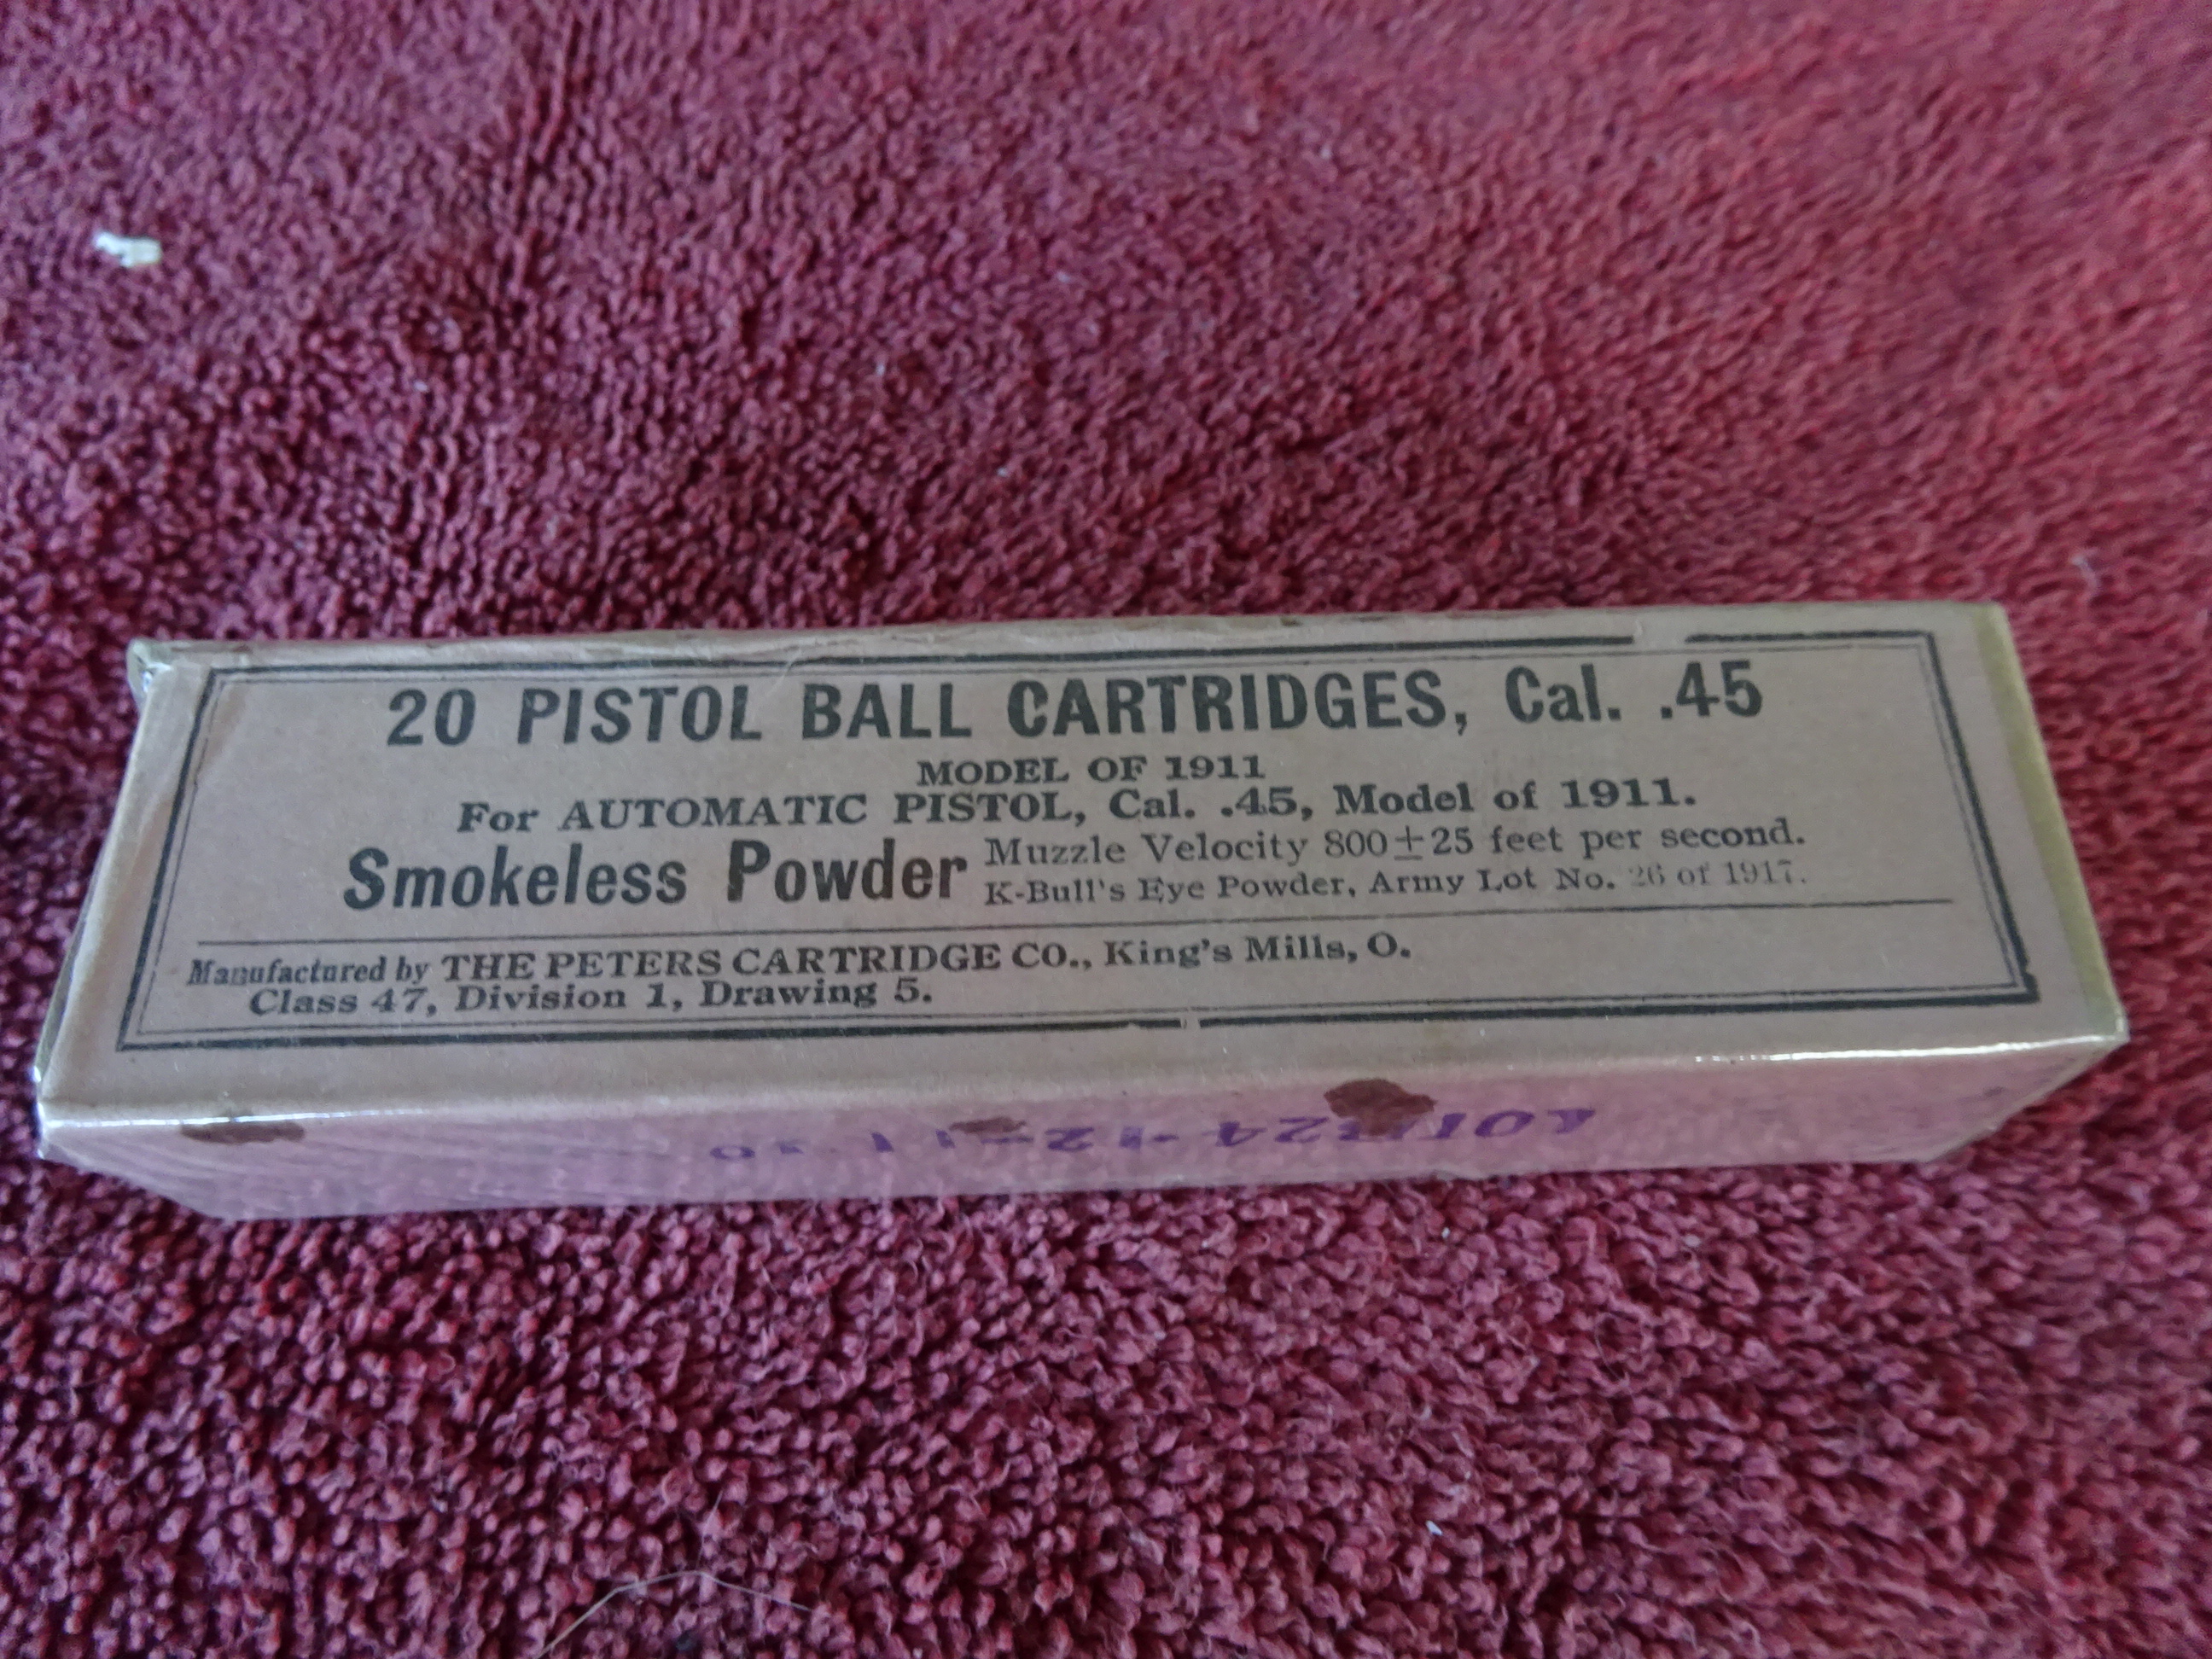 20 PISTOL BALL CARTRIDGES, Cal. .45
MODEL OF 1911
For AUTOMATIC PISTOL, Cal. .45, Model of 1911.
Smokeless Powder Muzzle Velocity 800±25 feet per second.
K-Bull's Eye Powder, Army Lot No. 26 of 1917.
Manufactured by THE PETERS CARTRIDGE CO., King's Mills, O.
Class 47, Division 1, Drawing 5.